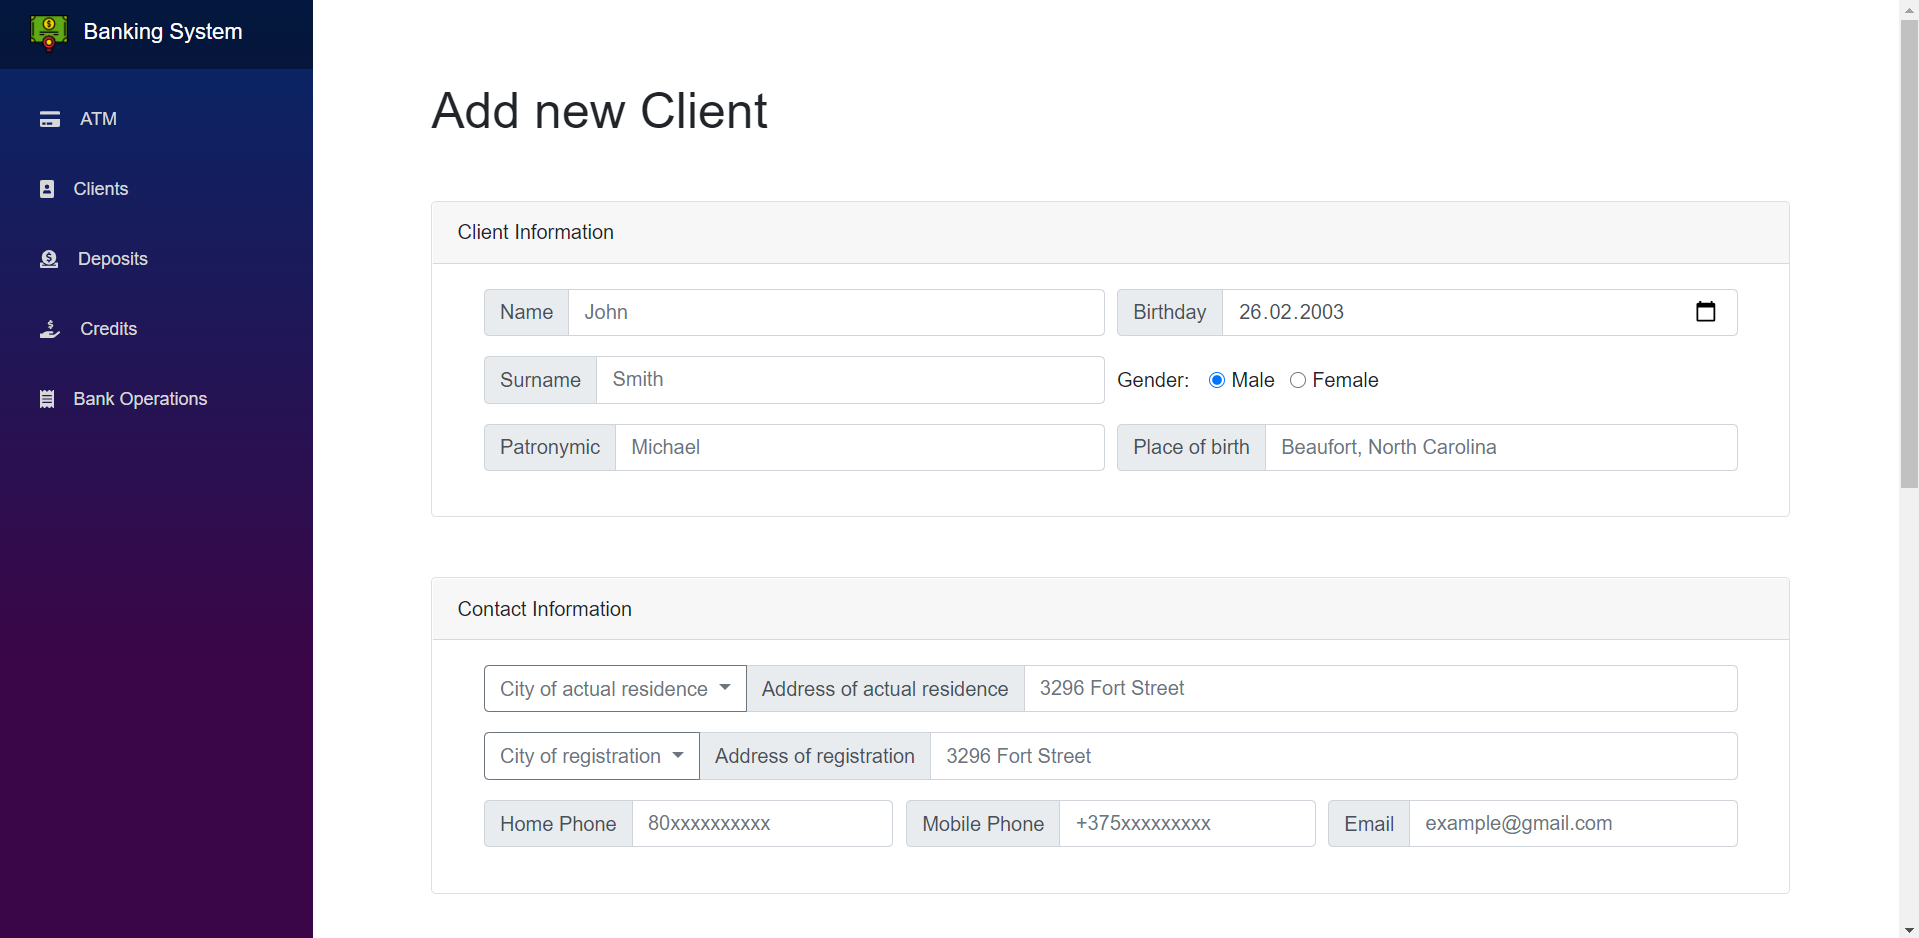 Banking System
ATM
Clients
Deposits
Credits
Bank Operations
Add new Client
Client Information
Name John Birthday 26.02.2003
Surname Smith Gender: Male Female
Patronymic Michael Place of birth Beaufort, North Carolina
Contact Information
City of actual residence Address of actual residence 3296 Fort Street
City of registration Address of registration 3296 Fort Street
Home Phone 80xxxxxxxxxx Mobile Phone +375xxxxxxxxx Email example@gmail.com